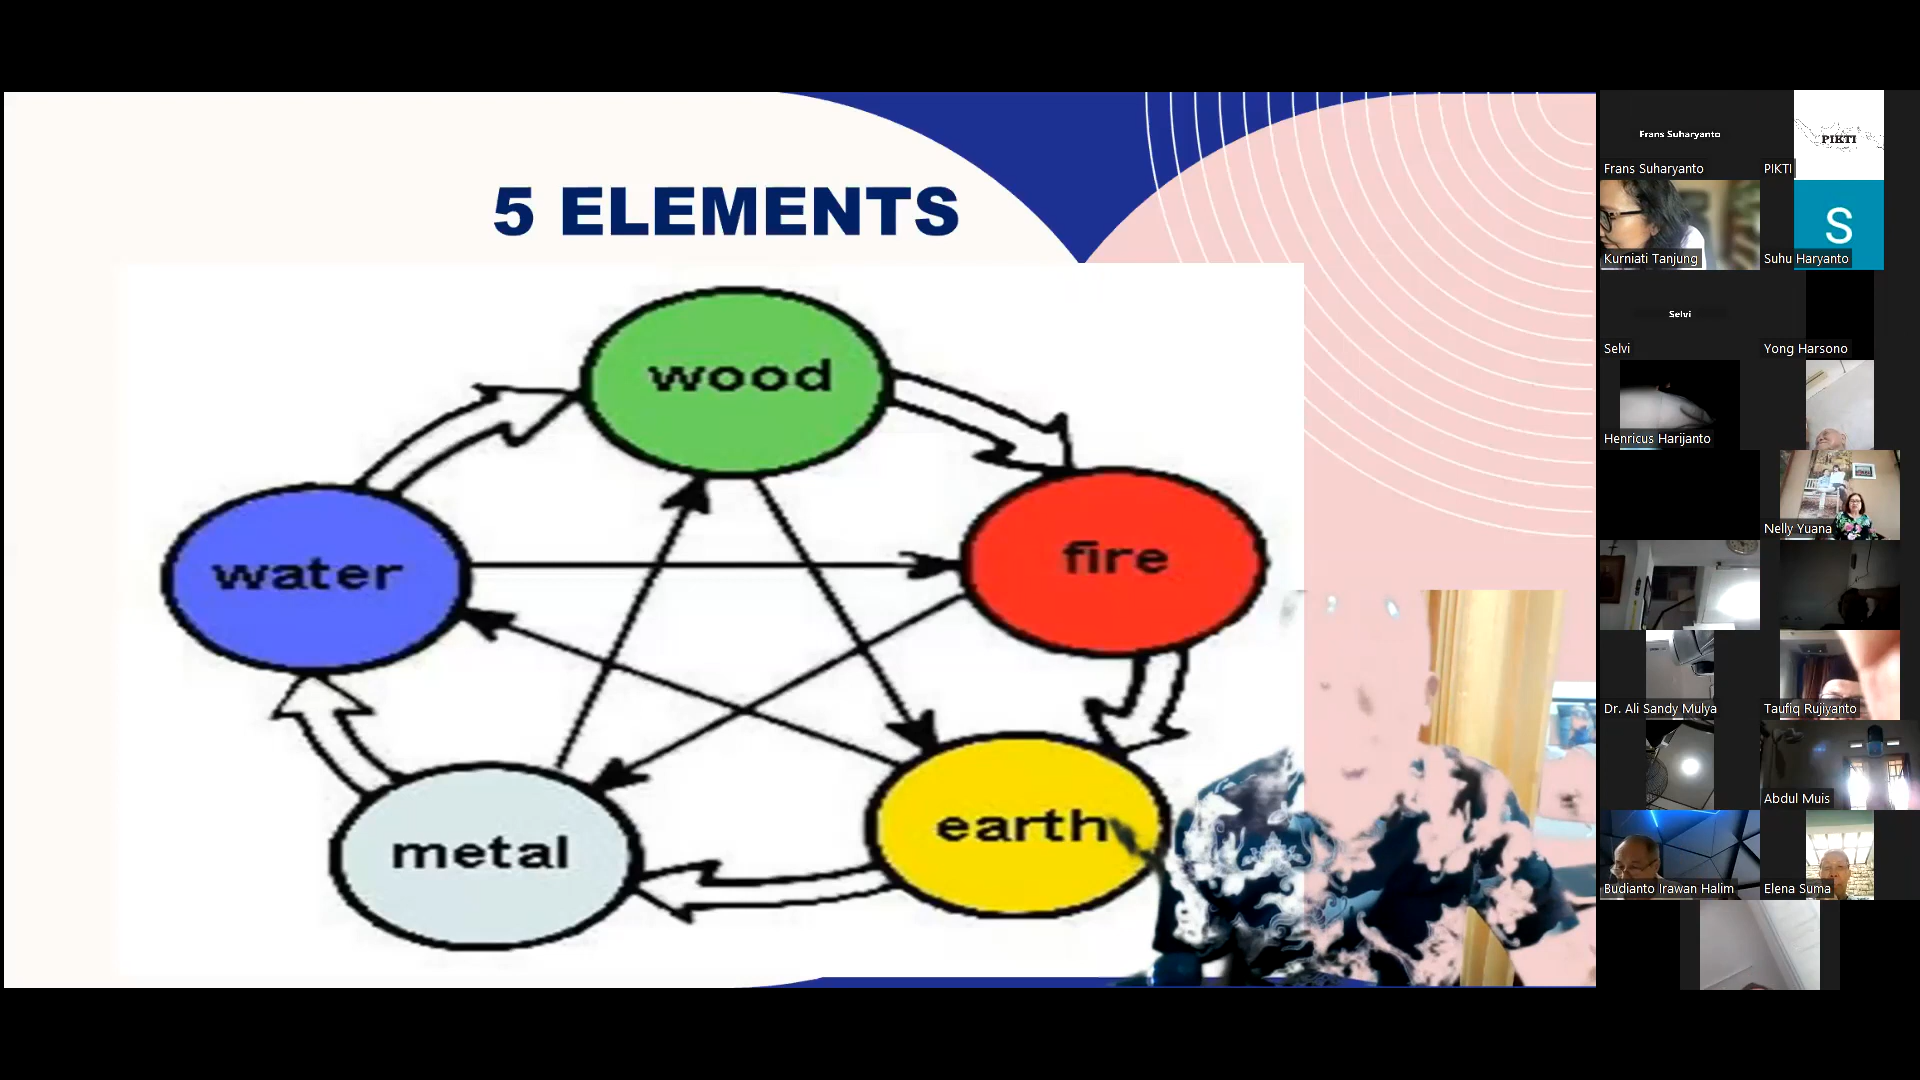 5 ELEMENTS
wood
fire
water
earth
metal
Frans Suharyanto
Frans Suharyanto
PIKTI
PIKTI
Kurniati Tanjung
S
Suhu Haryanto
Selvi
Selvi
Yong Harsono
Henricus Harijanto
Nelly Yuana
Dr. Ali Sandy Mulya
Taufiq Rujiyanto
Abdul Muis
Budianto Irawan Halim
Elena Suma